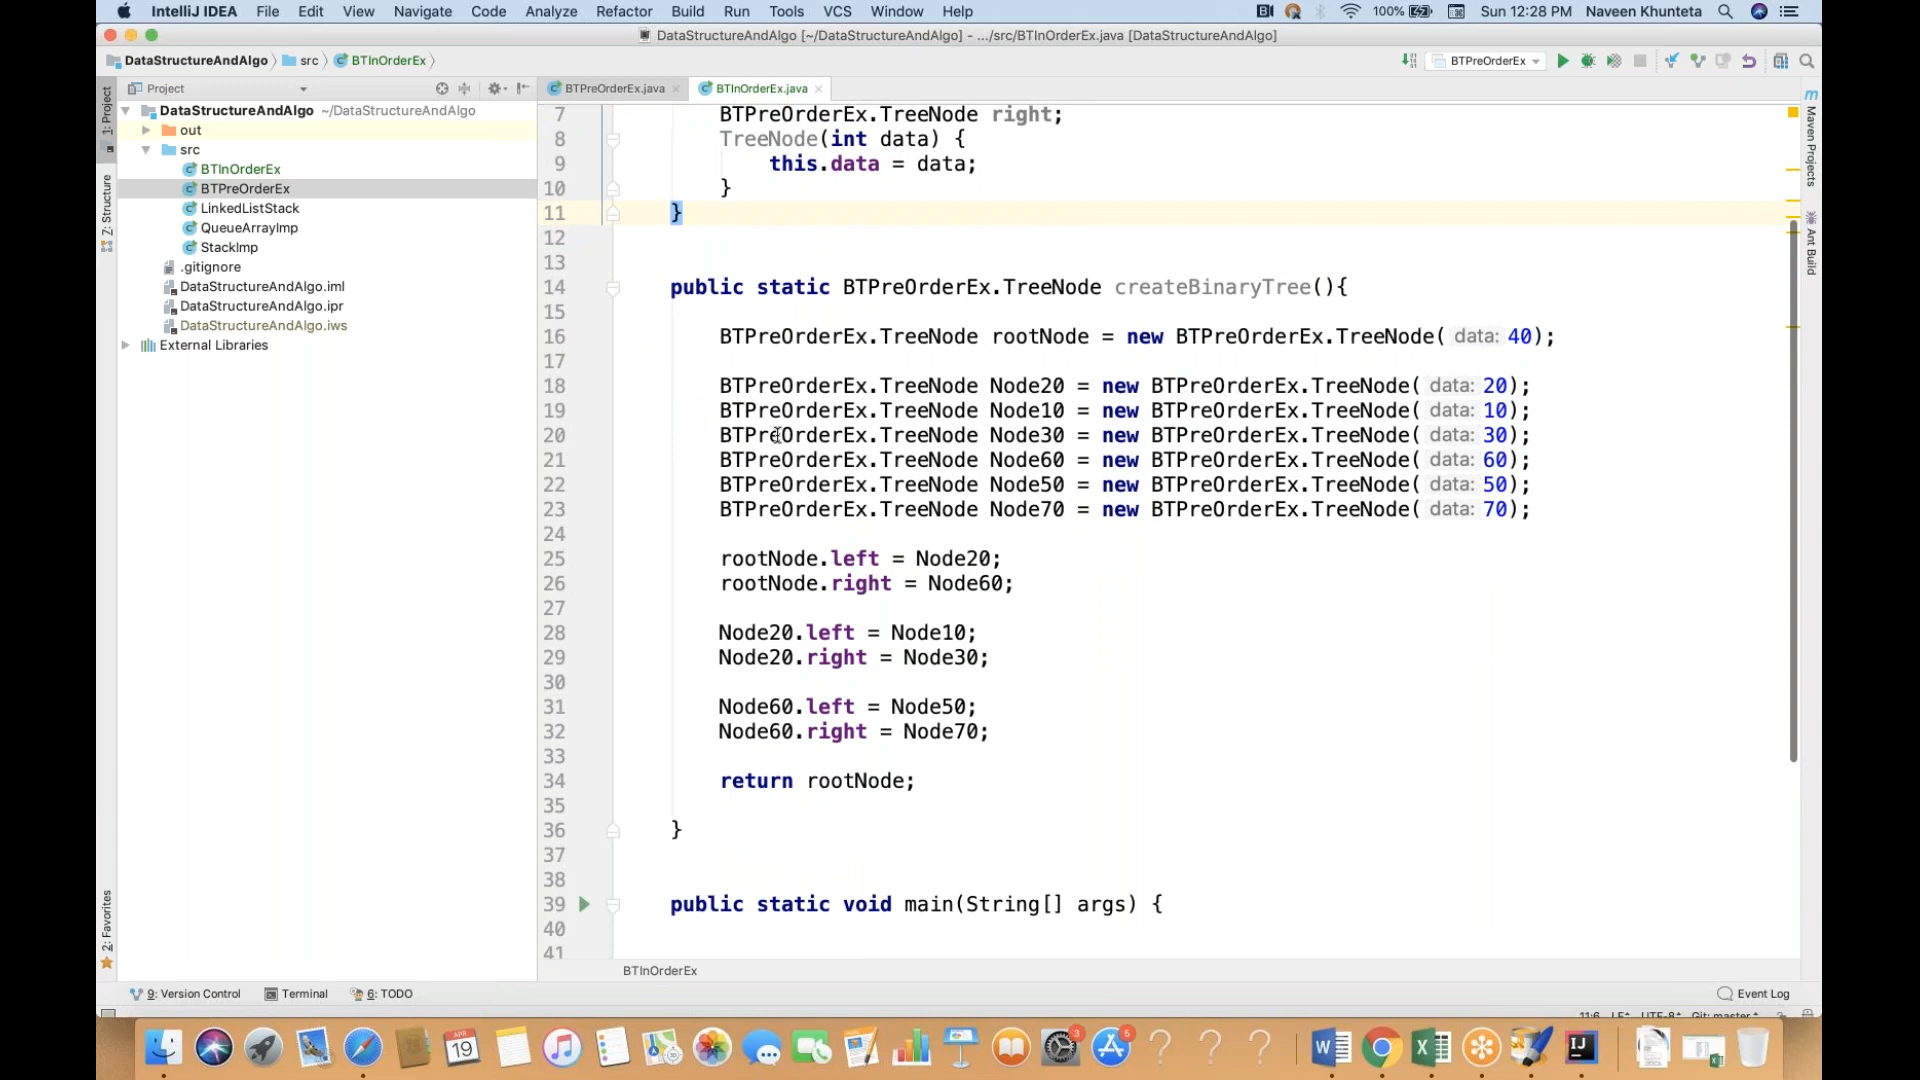 IntelliJ IDEA File Edit View Navigate Code Analyze Refactor Build Run Tools VCS Window Help 100% Sun 12:28 PM Naveen Khunteta
DataStructureAndAlgo [~/DataStructureAndAlgo] - .../src/BTInOrderEx.java [DataStructureAndAlgo]
DataStructureAndAlgo src BTInOrderEx BTPreOrderEx
Project BTPreOrderEx.java BTInOrderEx.java
1: Project
Z: Structure
2: Favorites
DataStructureAndAlgo ~/DataStructureAndAlgo
out
src
BTInOrderEx
BTPreOrderEx
LinkedListStack
QueueArrayImp
StackImp
.gitignore
DataStructureAndAlgo.iml
DataStructureAndAlgo.ipr
DataStructureAndAlgo.iws
External Libraries
7 BTPreOrderEx.TreeNode right;
8 TreeNode(int data) {
9 this.data = data;
10 }
11 }
12
13
14 public static BTPreOrderEx.TreeNode createBinaryTree(){
15
16 BTPreOrderEx.TreeNode rootNode = new BTPreOrderEx.TreeNode( data: 40);
17
18 BTPreOrderEx.TreeNode Node20 = new BTPreOrderEx.TreeNode( data: 20);
19 BTPreOrderEx.TreeNode Node10 = new BTPreOrderEx.TreeNode( data: 10);
20 BTPreOrderEx.TreeNode Node30 = new BTPreOrderEx.TreeNode( data: 30);
21 BTPreOrderEx.TreeNode Node60 = new BTPreOrderEx.TreeNode( data: 60);
22 BTPreOrderEx.TreeNode Node50 = new BTPreOrderEx.TreeNode( data: 50);
23 BTPreOrderEx.TreeNode Node70 = new BTPreOrderEx.TreeNode( data: 70);
24
25 rootNode.left = Node20;
26 rootNode.right = Node60;
27
28 Node20.left = Node10;
29 Node20.right = Node30;
30
31 Node60.left = Node50;
32 Node60.right = Node70;
33
34 return rootNode;
35
36 }
37
38
39 public static void main(String[] args) {
40
41
BTInOrderEx
Maven Projects
Ant Build
9: Version Control Terminal 6: TODO Event Log
11:6 LF UTF-8 Git: master
APR
19
3
5